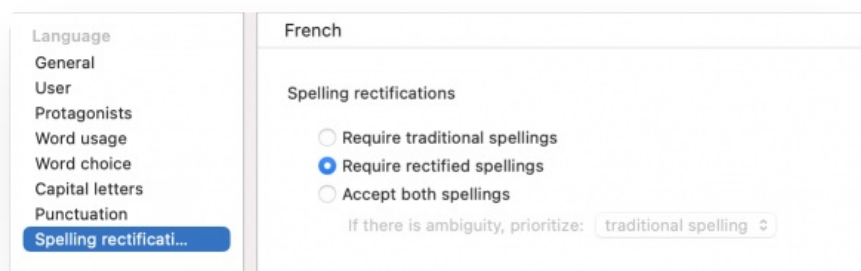 Language
General
User
Protagonists
Word usage
Word choice
Capital letters
Punctuation
Spelling rectificati...
French
Spelling rectifications
Require traditional spellings
Require rectified spellings
Accept both spellings
If there is ambiguity, prioritize: traditional spelling